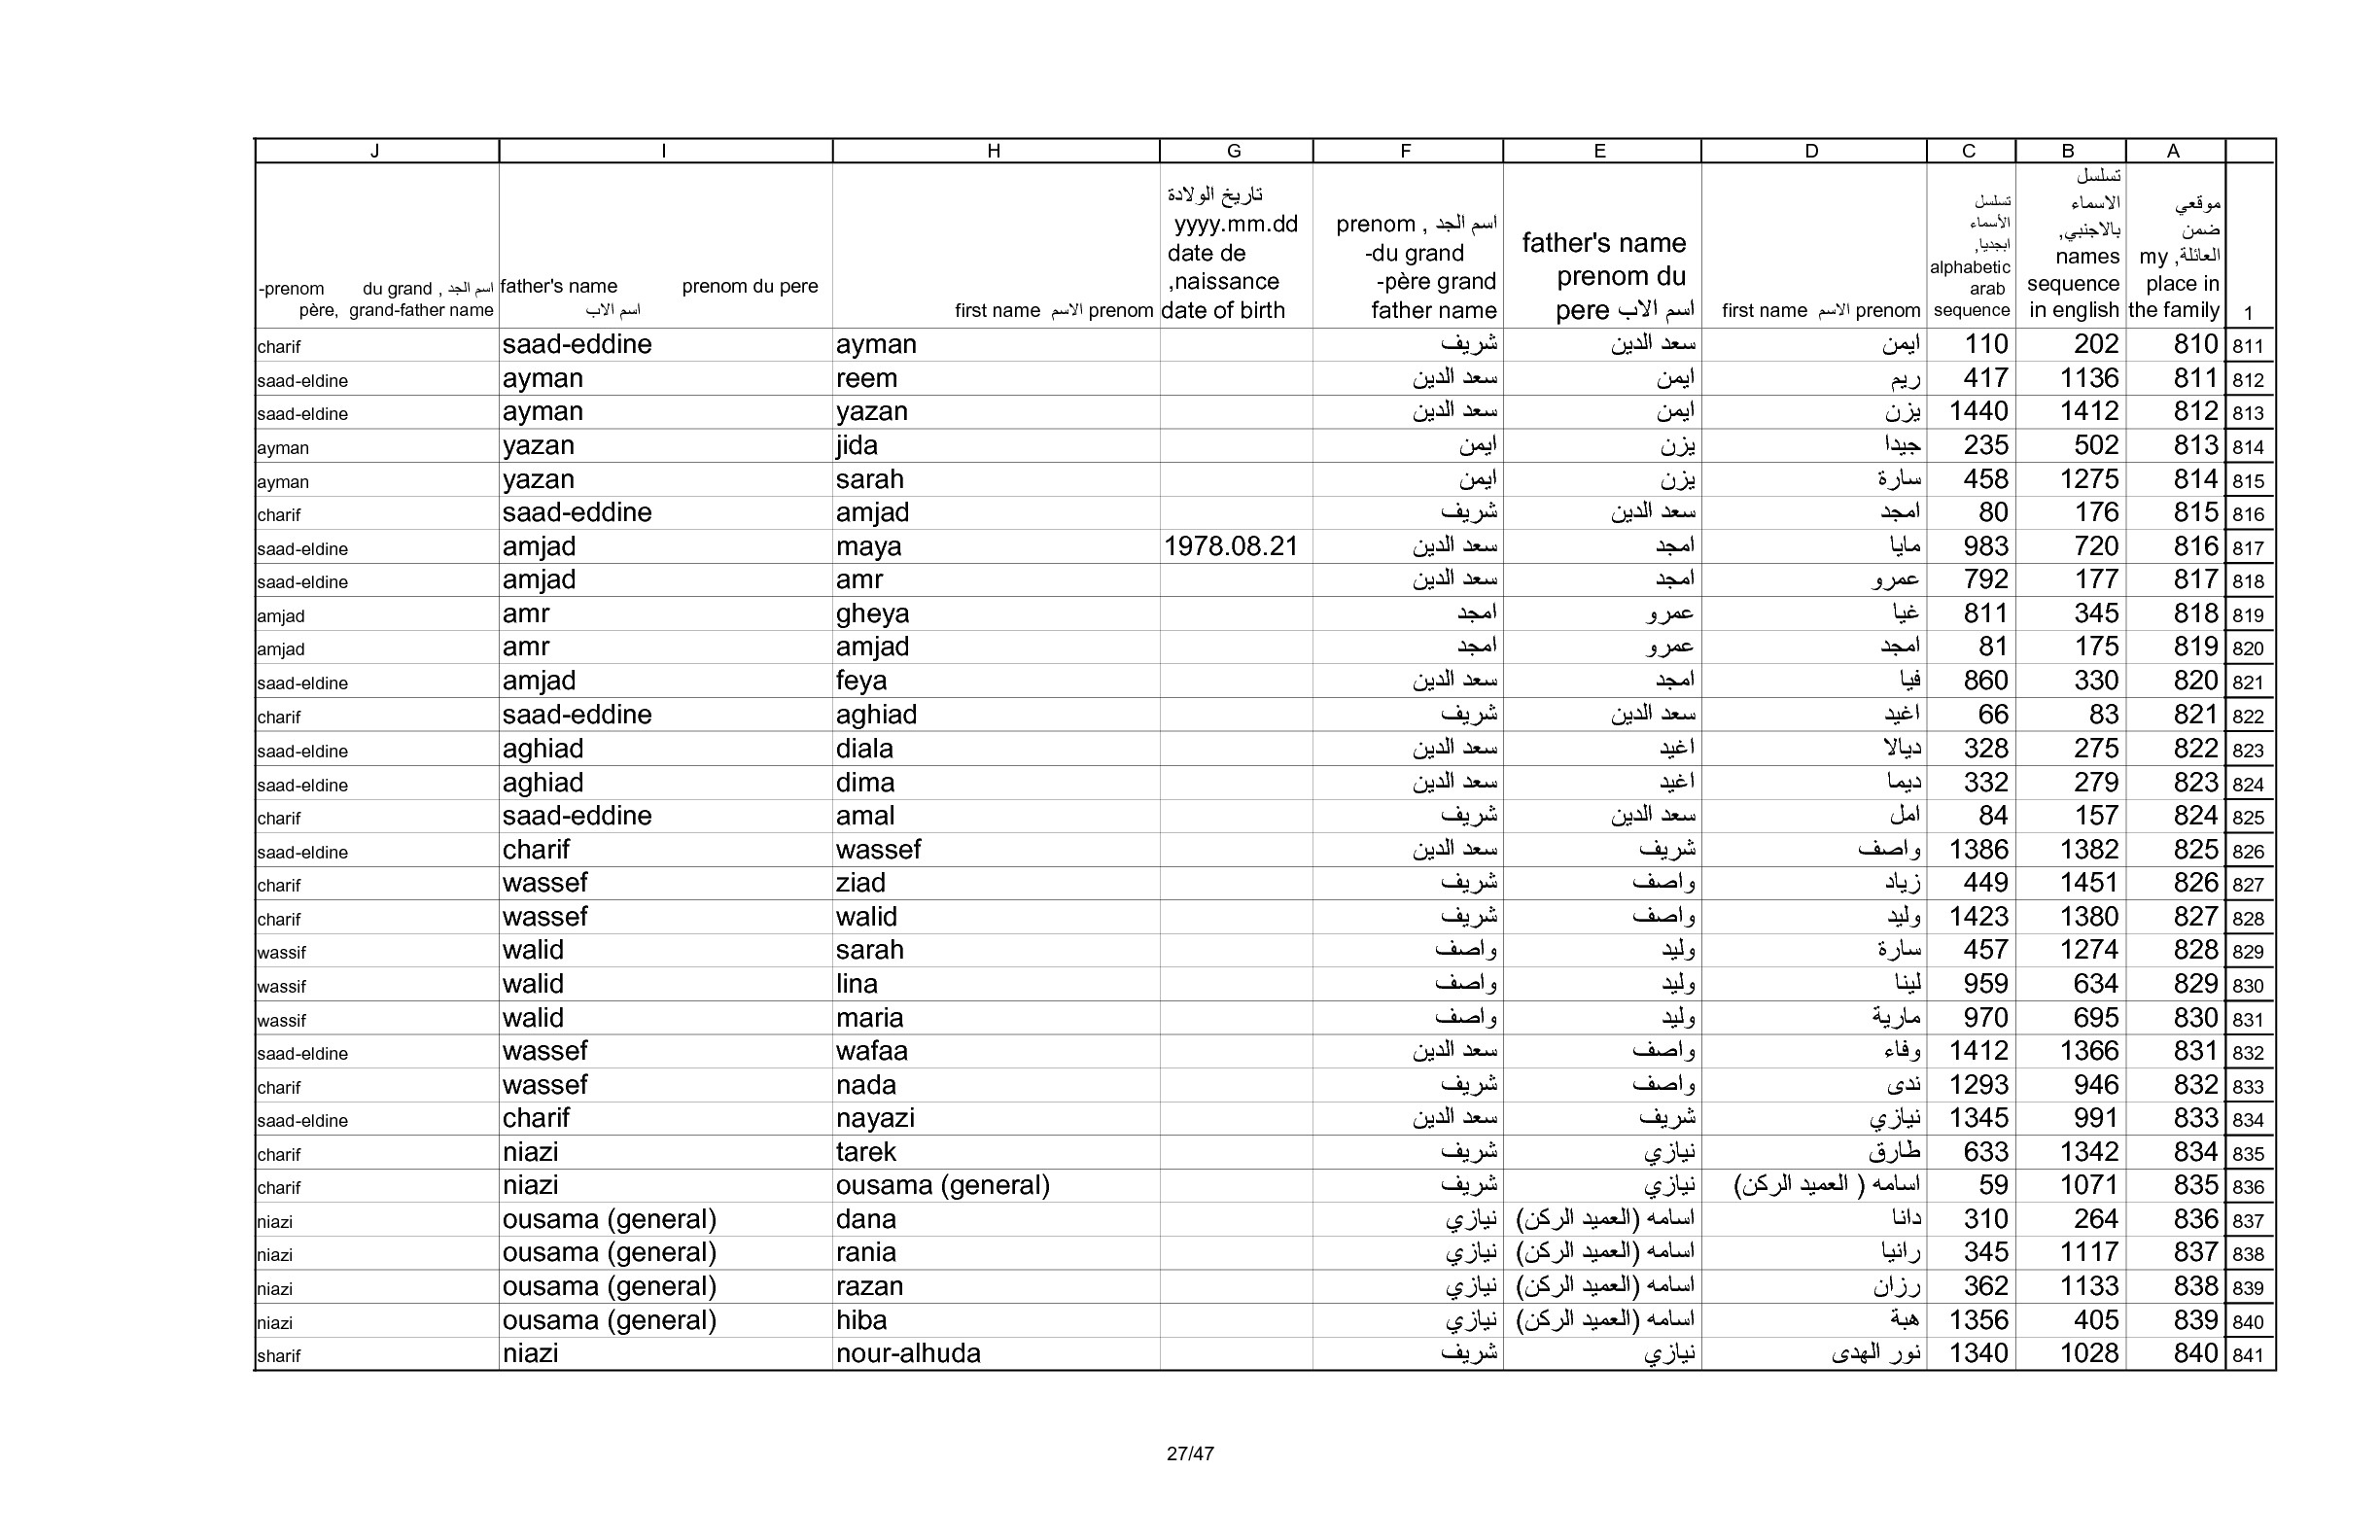 J I H G F E D C B A
-prenom du grand , اسم الجد père, grand-father name
father's name prenom du pere اسم الاب
first name الاسم prenom
تاريخ الولادة yyyy.mm.dd date de ,naissance date of birth
prenom , اسم الجد -du grand -père grand father name
father's name prenom du pere اسم الاب
first name الاسم prenom
تسلسل الأسماء ابجديا, alphabetic arab sequence
تسلسل الاسماء بالاجنبي, names sequence in english
موقعي ضمن العائلة, my place in the family
1
charif saad-eddine ayman شريف سعد الدين ايمن 110 202 810 811
saad-eldine ayman reem سعد الدين ايمن ريم 417 1136 811 812
saad-eldine ayman yazan سعد الدين ايمن يزن 1440 1412 812 813
ayman yazan jida ايمن يزن جيدا 235 502 813 814
ayman yazan sarah ايمن يزن سارة 458 1275 814 815
charif saad-eddine amjad شريف سعد الدين امجد 80 176 815 816
saad-eldine amjad maya 1978.08.21 سعد الدين امجد مايا 983 720 816 817
saad-eldine amjad amr سعد الدين امجد عمرو 792 177 817 818
amjad amr gheya امجد عمرو غيا 811 345 818 819
amjad amr amjad امجد عمرو امجد 81 175 819 820
saad-eldine amjad feya سعد الدين امجد فيا 860 330 820 821
charif saad-eddine aghiad شريف سعد الدين اغيد 66 83 821 822
saad-eldine aghiad diala سعد الدين اغيد ديالا 328 275 822 823
saad-eldine aghiad dima سعد الدين اغيد ديما 332 279 823 824
charif saad-eddine amal شريف سعد الدين امل 84 157 824 825
saad-eldine charif wassef سعد الدين شريف واصف 1386 1382 825 826
charif wassef ziad شريف واصف زياد 449 1451 826 827
charif wassef walid شريف واصف وليد 1423 1380 827 828
wassif walid sarah واصف وليد سارة 457 1274 828 829
wassif walid lina واصف وليد لينا 959 634 829 830
wassif walid maria واصف وليد مارية 970 695 830 831
saad-eldine wassef wafaa سعد الدين واصف وفاء 1412 1366 831 832
charif wassef nada شريف واصف ندى 1293 946 832 833
saad-eldine charif nayazi سعد الدين شريف نيازي 1345 991 833 834
charif niazi tarek شريف نيازي طارق 633 1342 834 835
charif niazi ousama (general) شريف نيازي اسامه ( العميد الركن) 59 1071 835 836
niazi ousama (general) dana نيازي اسامه (العميد الركن) دانا 310 264 836 837
niazi ousama (general) rania نيازي اسامه (العميد الركن) رانيا 345 1117 837 838
niazi ousama (general) razan نيازي اسامه (العميد الركن) رزان 362 1133 838 839
niazi ousama (general) hiba نيازي اسامه (العميد الركن) هبة 1356 405 839 840
sharif niazi nour-alhuda شريف نيازي نور الهدى 1340 1028 840 841
27/47